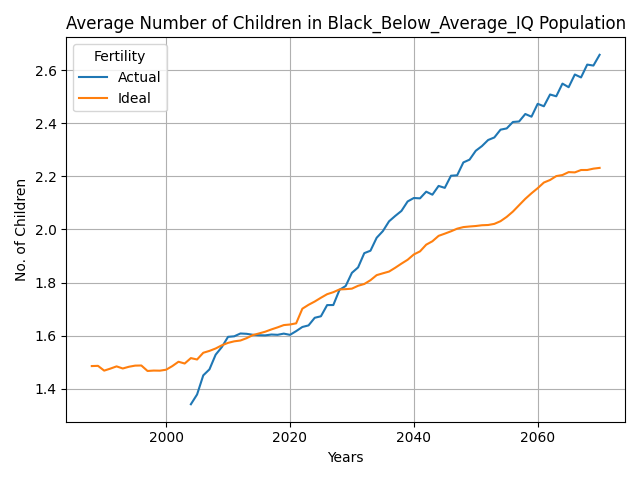 Average Number of Children in Black_Below_Average_IQ Population
Fertility
Actual
Ideal
2.6
2.4
2.2
2.0
1.8
1.6
1.4
No. of Children
2000
2020
2040
2060
Years